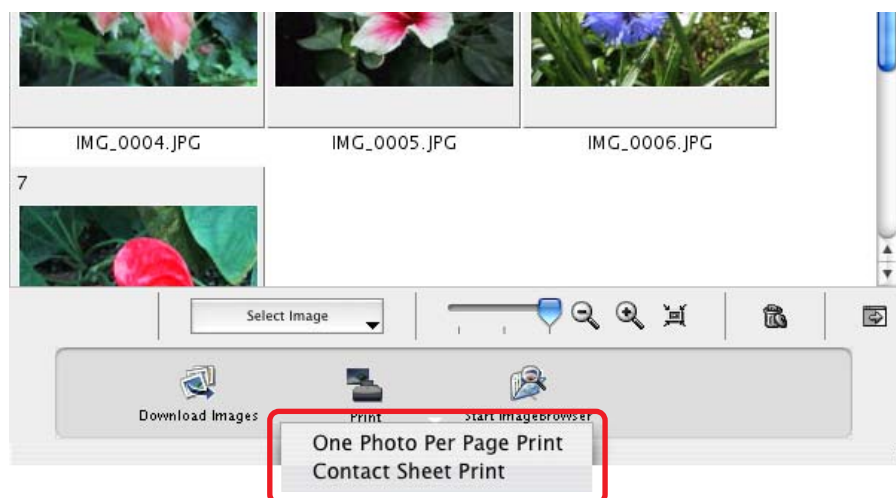 IMG_0004.JPG IMG_0005.JPG IMG_0006.JPG
7
Select Image
Download Images Print Start ImageBrowser
One Photo Per Page Print
Contact Sheet Print